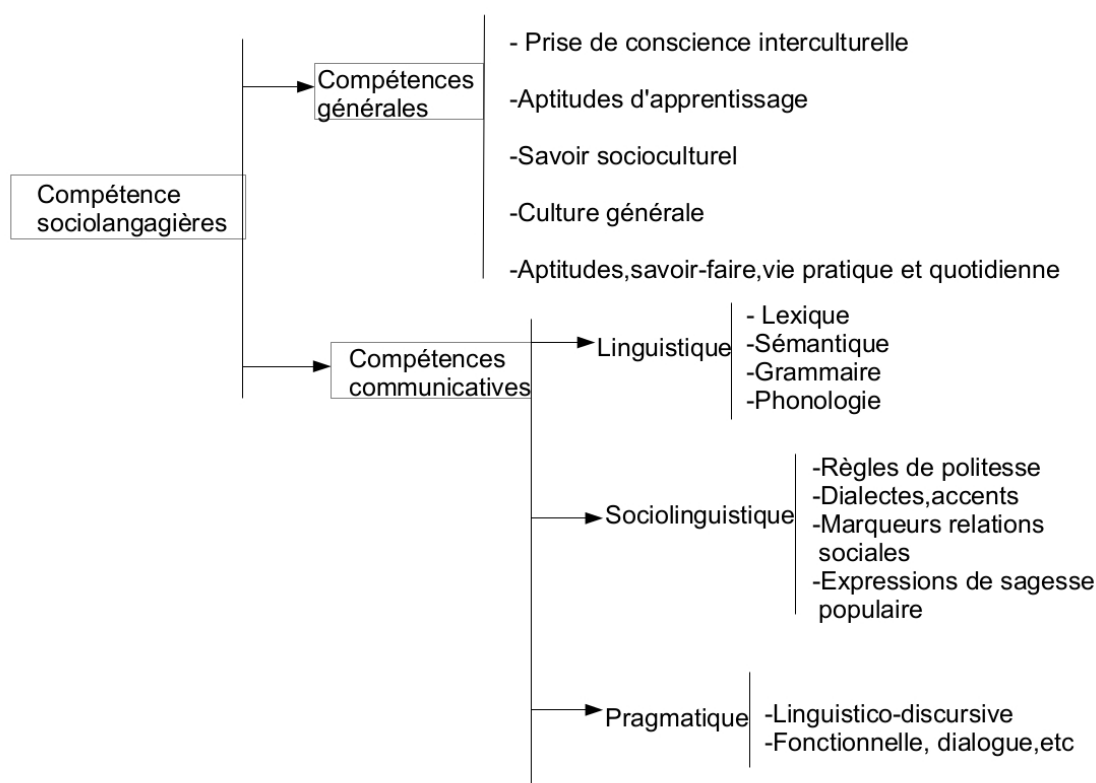 - Prise de conscience interculturelle
Compétences
générales
-Aptitudes d'apprentissage
-Savoir socioculturel
Compétence
sociolangagières
-Culture générale
-Aptitudes,savoir-faire,vie pratique et quotidienne
Compétences
communicatives
Linguistique
- Lexique
-Sémantique
-Grammaire
-Phonologie
Sociolinguistique
-Règles de politesse
-Dialectes,accents
-Marqueurs relations
sociales
-Expressions de sagesse
populaire
Pragmatique
-Linguistico-discursive
-Fonctionnelle, dialogue,etc